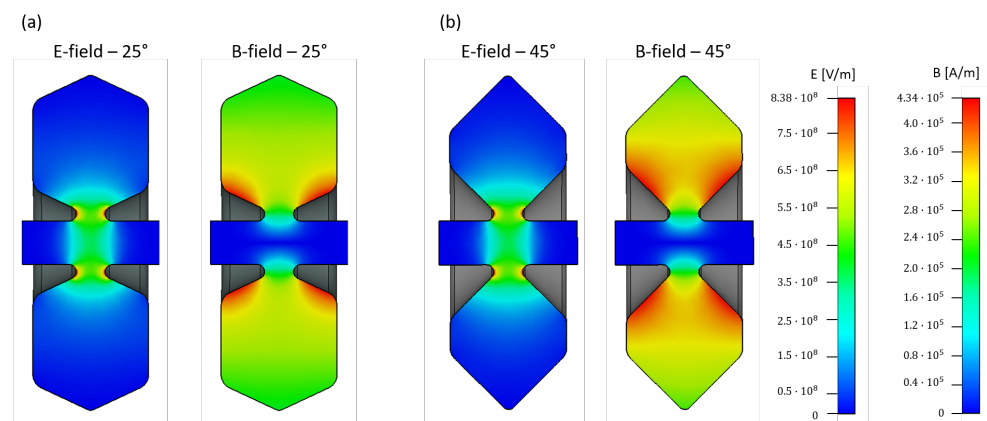 (a)
E-field – 25°
B-field – 25°
(b)
E-field – 45°
B-field – 45°
E [V/m]
8.38 · 10⁸
7.5 · 10⁸
6.5 · 10⁸
5.5 · 10⁸
4.5 · 10⁸
3.5 · 10⁸
2.5 · 10⁸
1.5 · 10⁸
0.5 · 10⁸
0
B [A/m]
4.34 · 10⁵
4.0 · 10⁵
3.6 · 10⁵
3.2 · 10⁵
2.8 · 10⁵
2.4 · 10⁵
2.0 · 10⁵
1.6 · 10⁵
1.2 · 10⁵
0.4 · 10⁵
0